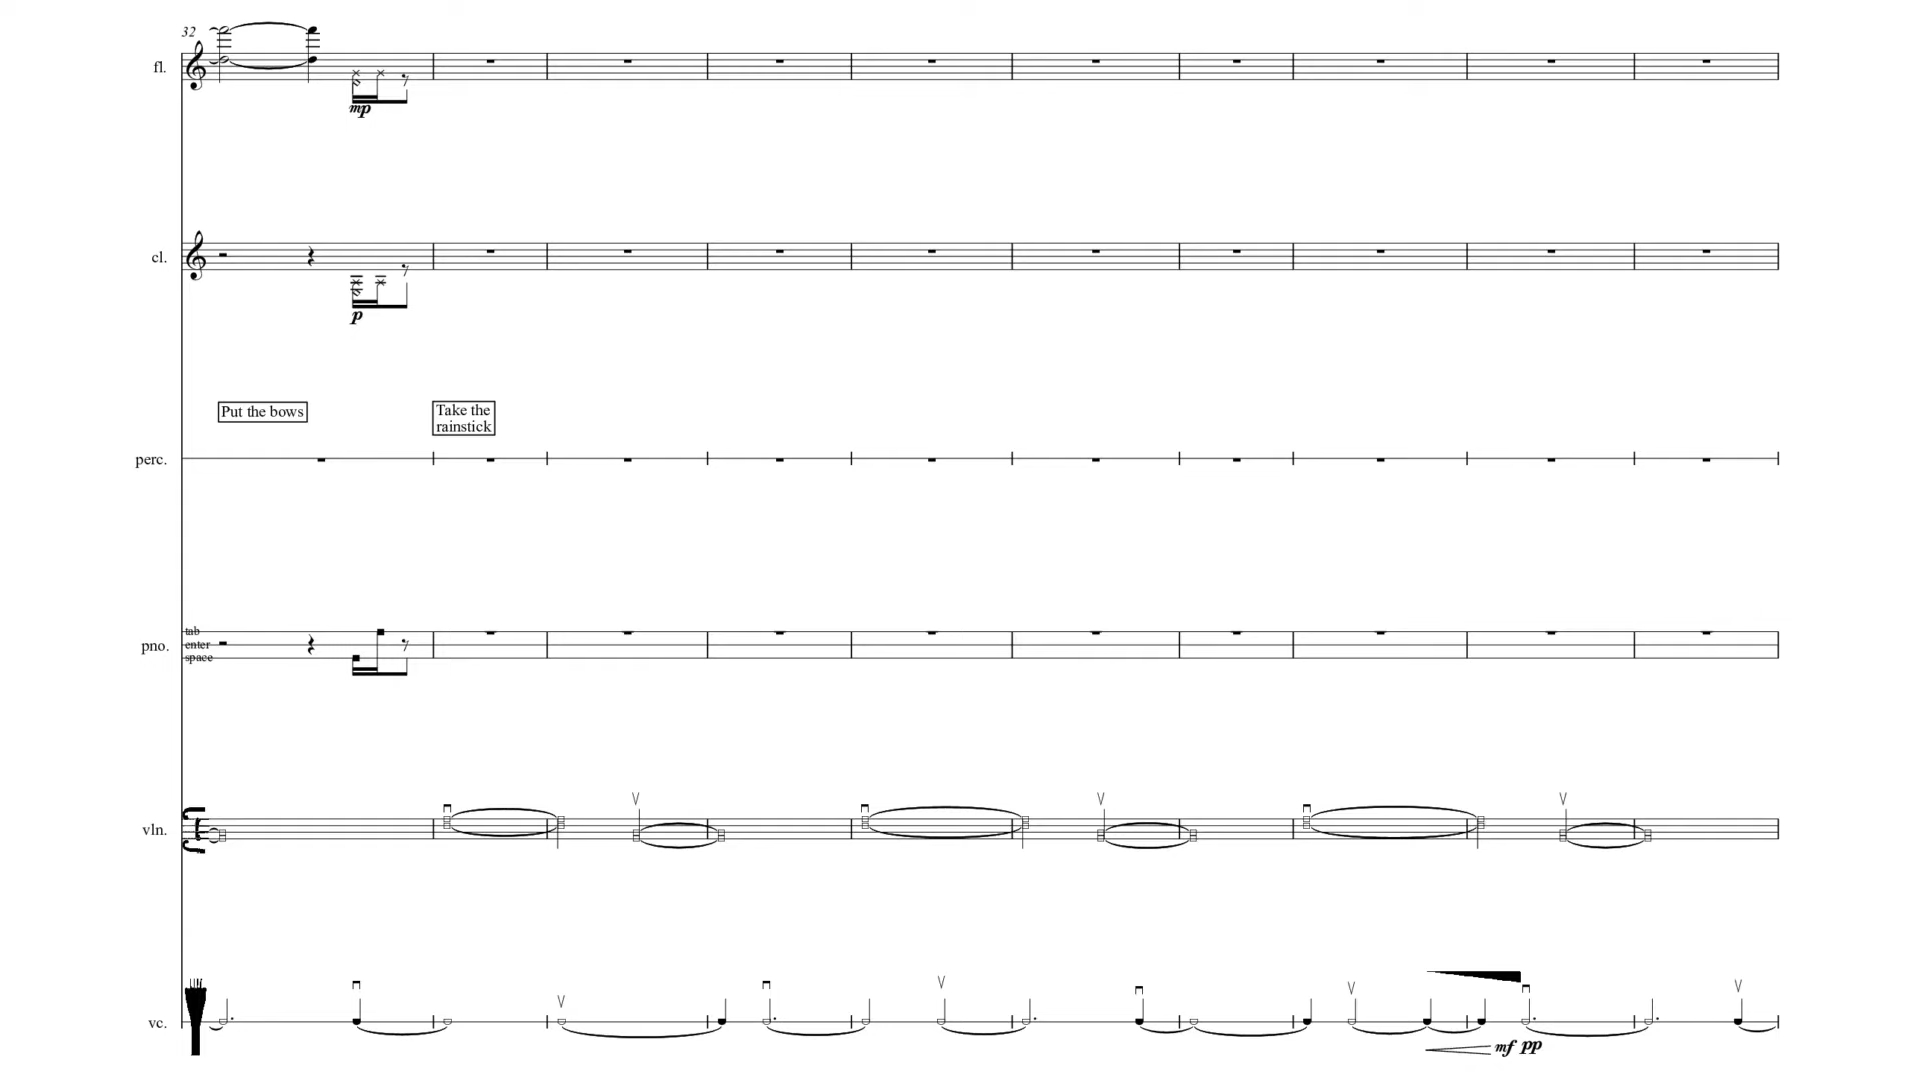 32
fl.
mp
cl.
p
Put the bows
Take the
rainstick
perc.
tab
enter
space
pno.
vln.
vc.
mf pp